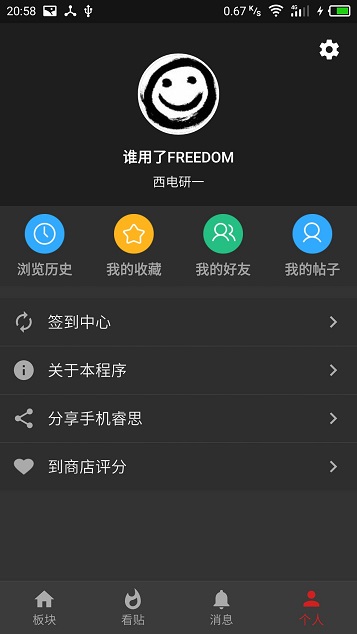 20:58 0.67 K/s 4G
谁用了FREEDOM
西电研一
浏览历史 我的收藏 我的好友 我的帖子
签到中心
关于本程序
分享手机睿思
到商店评分
板块 看贴 消息 个人